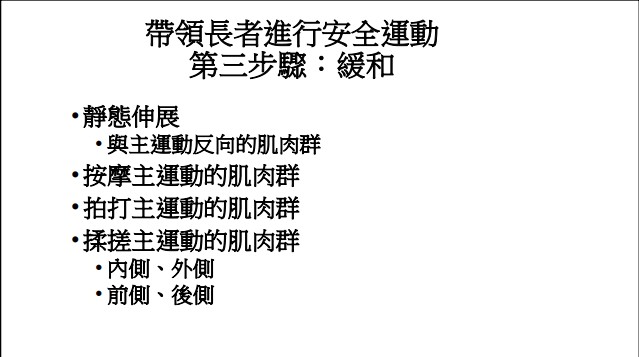 帶領長者進行安全運動
第三步驟：緩和
•靜態伸展
•與主運動反向的肌肉群
•按摩主運動的肌肉群
•拍打主運動的肌肉群
•揉搓主運動的肌肉群
•內側、外側
•前側、後側